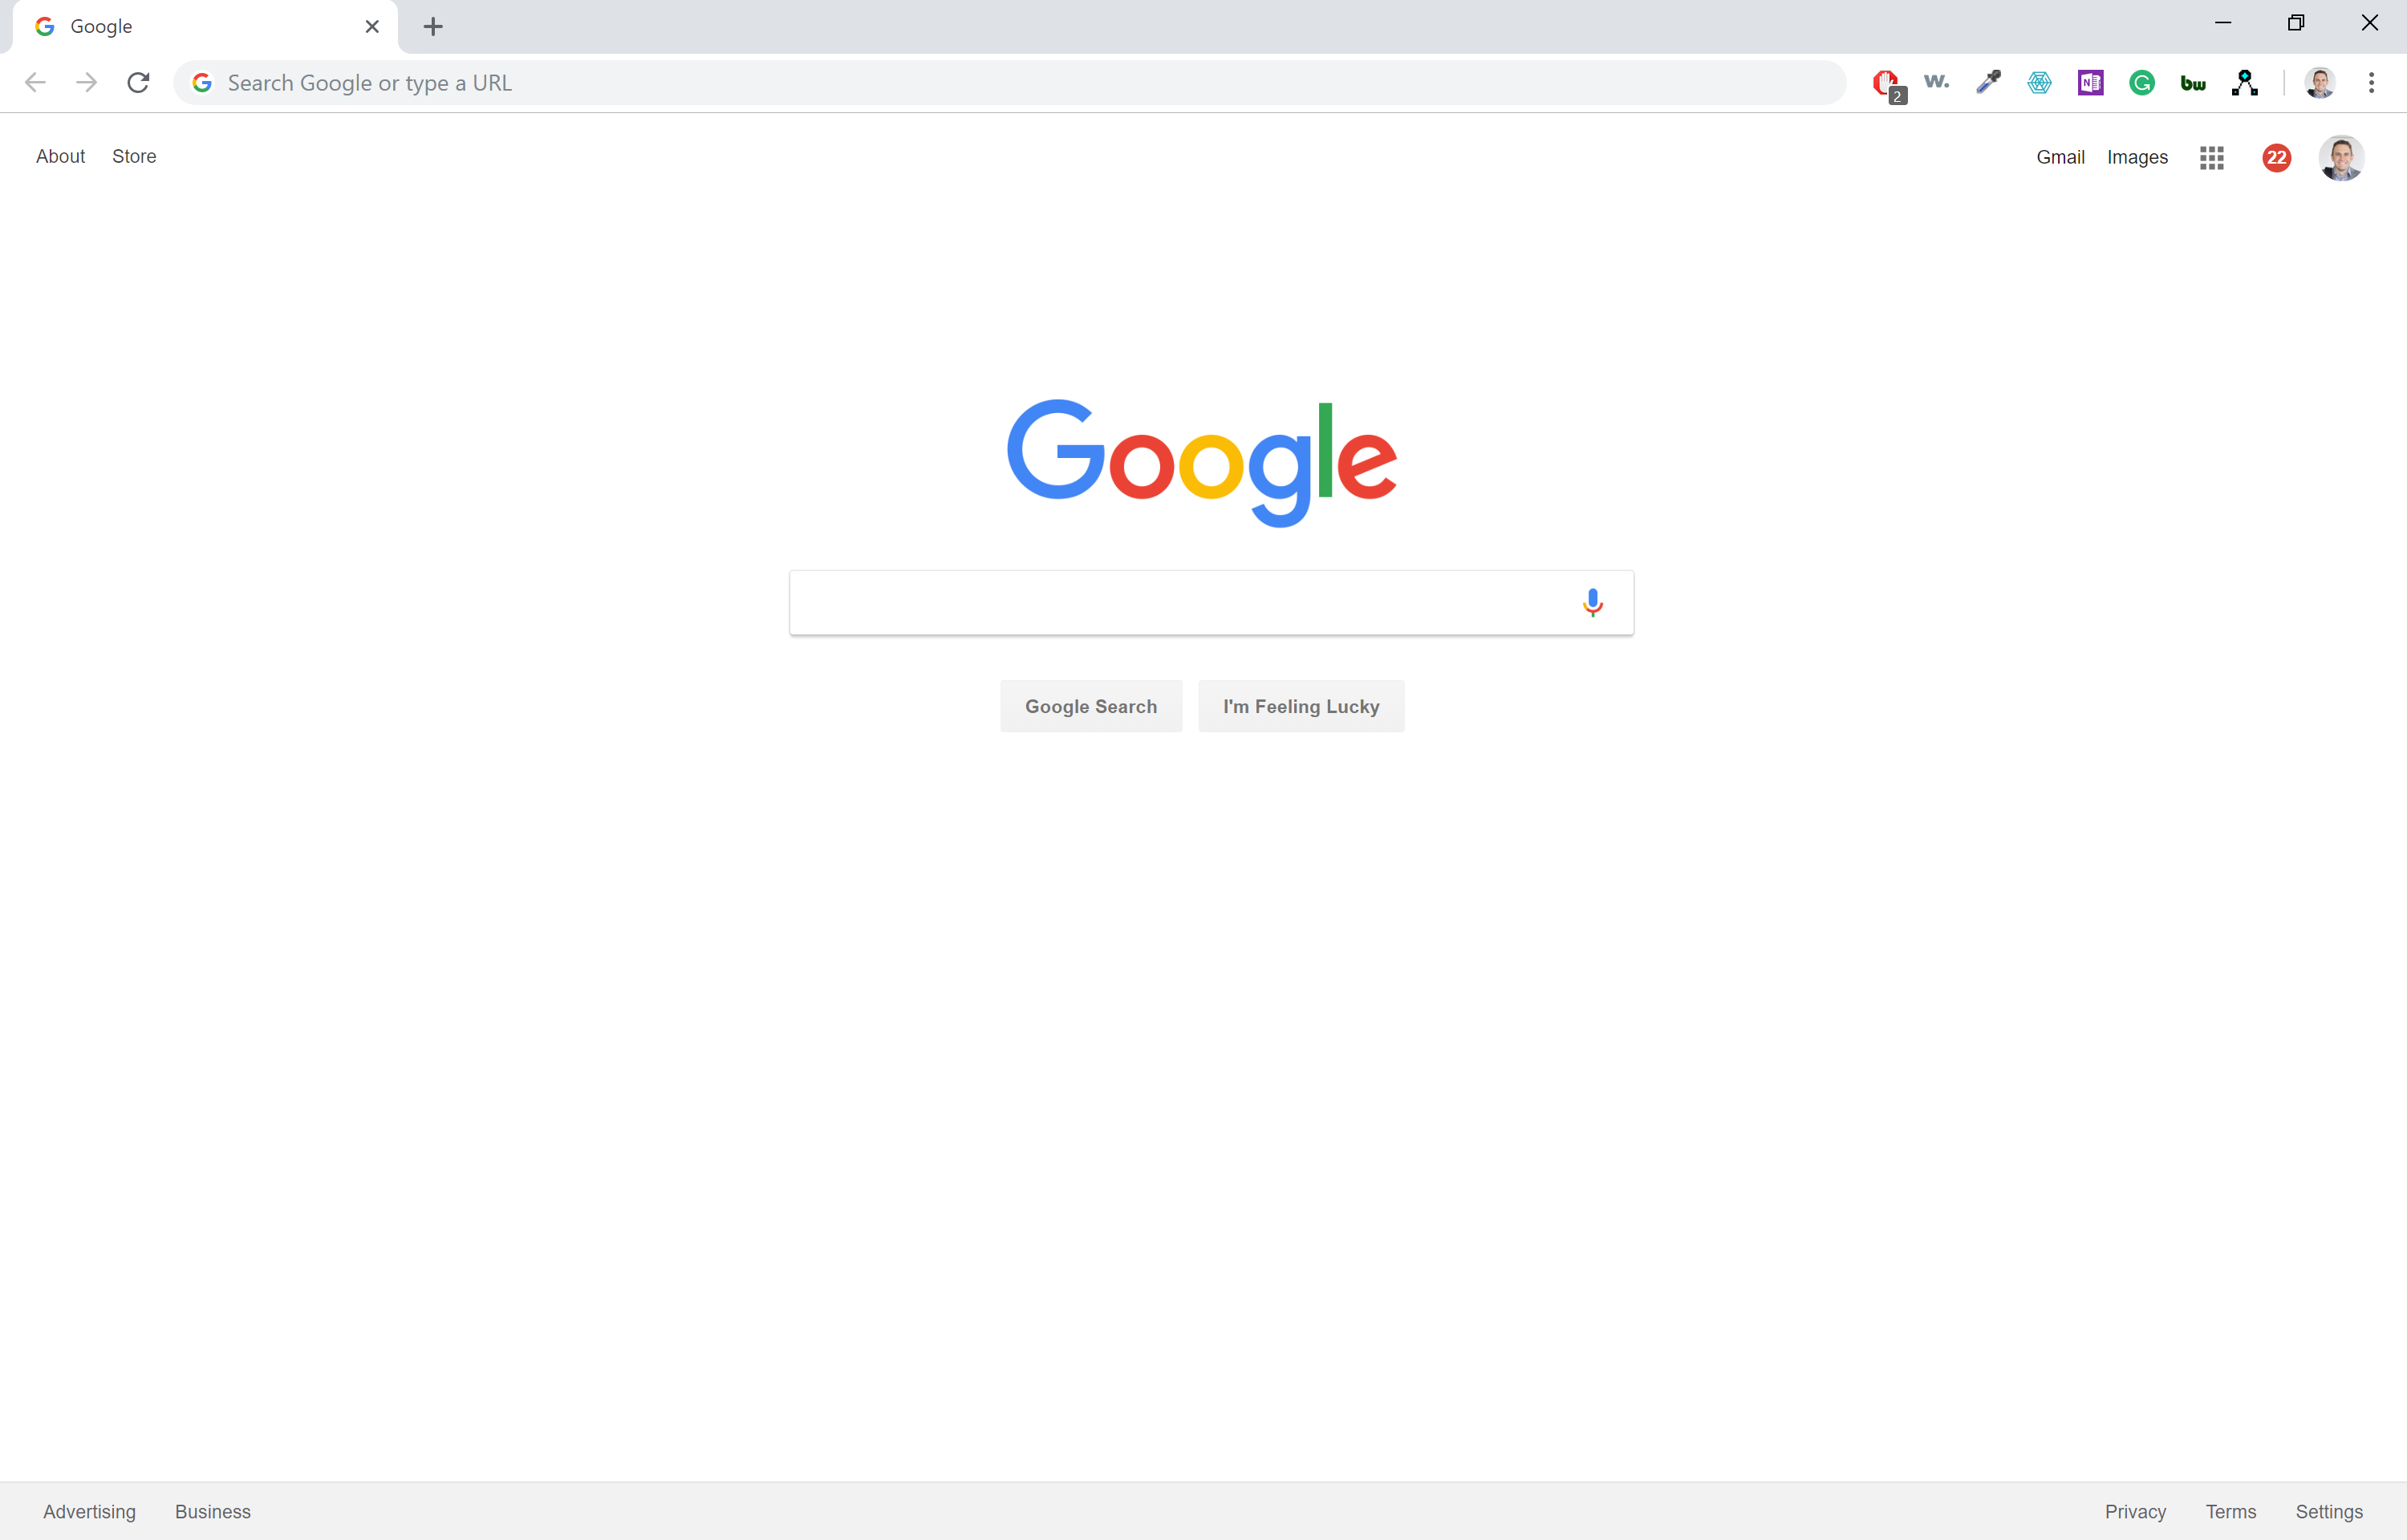 Google
Search Google or type a URL
2
w.
N
G
bw
About Store
Gmail Images 22
Google
Google Search I'm Feeling Lucky
Advertising Business
Privacy Terms Settings